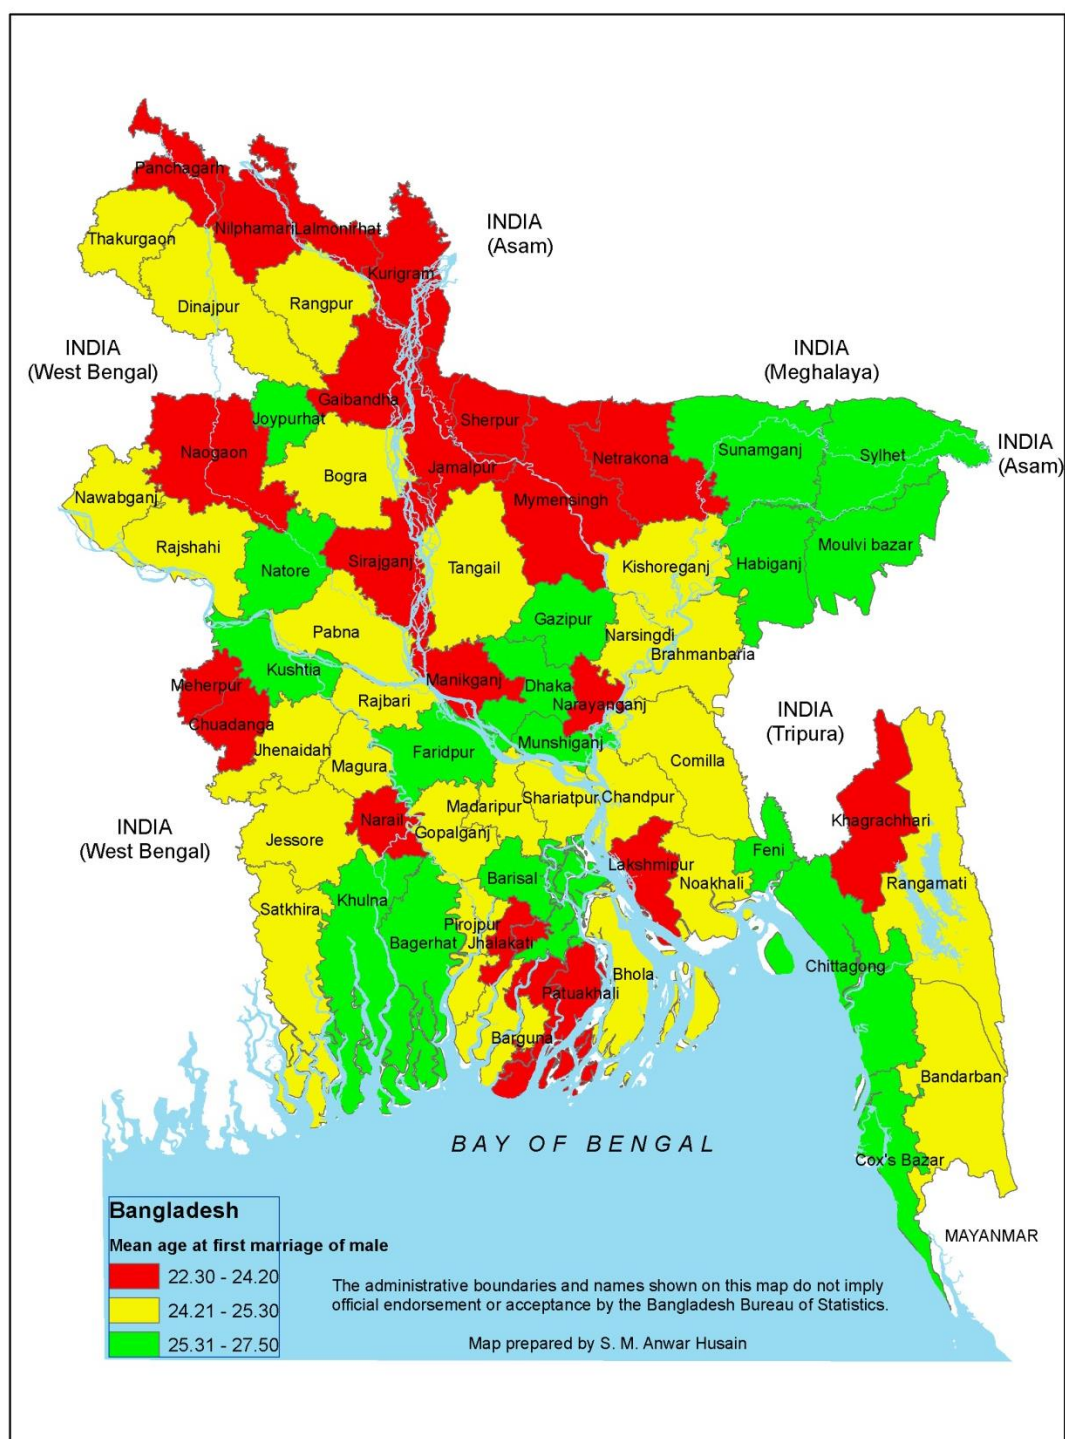 Panchagarh
Nilphamari
Lalmonirhat
INDIA
(Asam)
Thakurgaon
Kurigram
Dinajpur
Rangpur
INDIA
(West Bengal)
INDIA
(Meghalaya)
Gaibandha
Joypurhat
Sherpur
Naogaon
Netrakona
Sunamganj
Sylhet
INDIA
(Asam)
Bogra
Jamalpur
Nawabganj
Mymensingh
Rajshahi
Moulvi bazar
Natore
Sirajganj
Tangail
Kishoreganj
Habiganj
Gazipur
Pabna
Narsingdi
Brahmanbaria
Kushtia
Meherpur
Manikganj
Dhaka
Rajbari
Narayanganj
Chuadanga
INDIA
(Tripura)
Jhenaidah
Faridpur
Munshiganj
Magura
Comilla
Shariatpur
Chandpur
Madaripur
INDIA
(West Bengal)
Narail
Gopalganj
Khagrachhari
Jessore
Feni
Lakshmipur
Barisal
Noakhali
Rangamati
Satkhira
Khulna
Pirojpur
Bagerhat
Jhalakati
Bhola
Chittagong
Patuakhali
Barguna
Bandarban
BAY OF BENGAL
Cox's Bazar
MAYANMAR
Bangladesh
Mean age at first marriage of male
22.30 - 24.20
24.21 - 25.30
25.31 - 27.50
The administrative boundaries and names shown on this map do not imply
official endorsement or acceptance by the Bangladesh Bureau of Statistics.
Map prepared by S. M. Anwar Husain